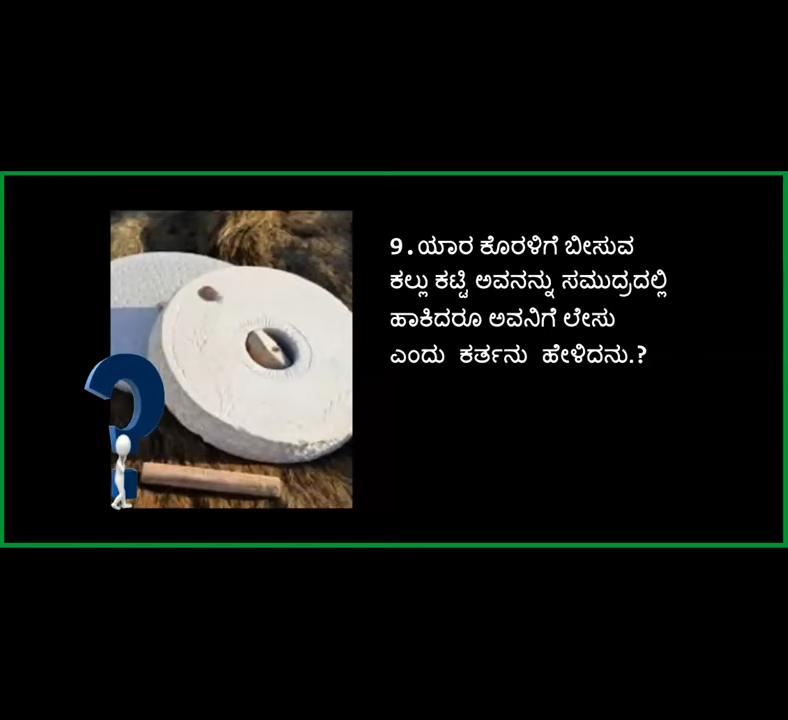 9.ಯಾರ ಕೊರಳಿಗೆ ಬೀಸುವ
ಕಲ್ಲು ಕಟ್ಟಿ ಅವನನ್ನು ಸಮುದ್ರದಲ್ಲಿ
ಹಾಕಿದರೂ ಅವನಿಗೆ ಲೇಸು
ಎಂದು ಕರ್ತನು ಹೇಳಿದನು.?